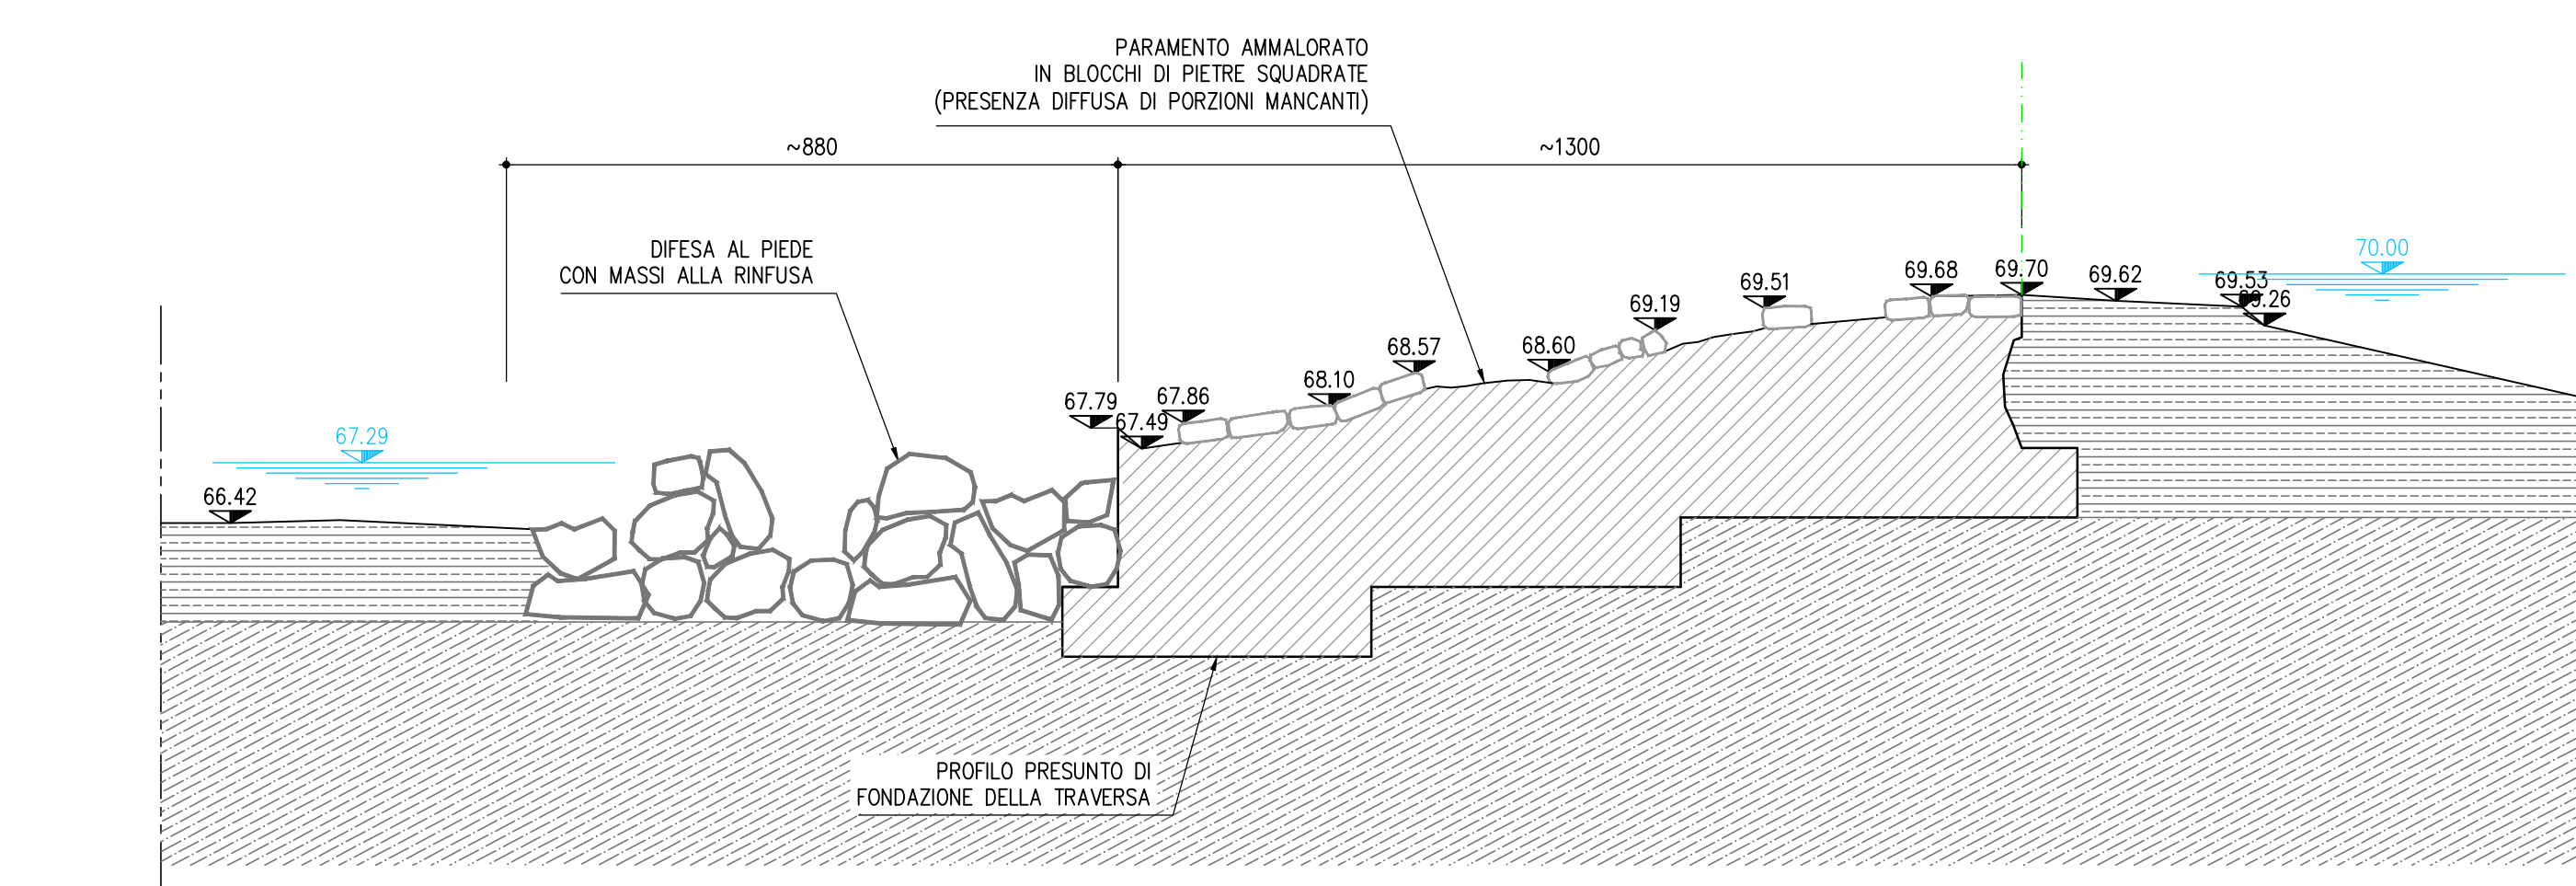 PARAMENTO AMMALORATO
IN BLOCCHI DI PIETRE SQUADRATE
(PRESENZA DIFFUSA DI PORZIONI MANCANTI)
~880
~1300
DIFESA AL PIEDE
CON MASSI ALLA RINFUSA
70.00
69.51
69.68
69.70
69.62
69.53
69.26
69.19
68.57
68.60
68.10
67.86
67.79
67.49
67.29
66.42
PROFILO PRESUNTO DI
FONDAZIONE DELLA TRAVERSA